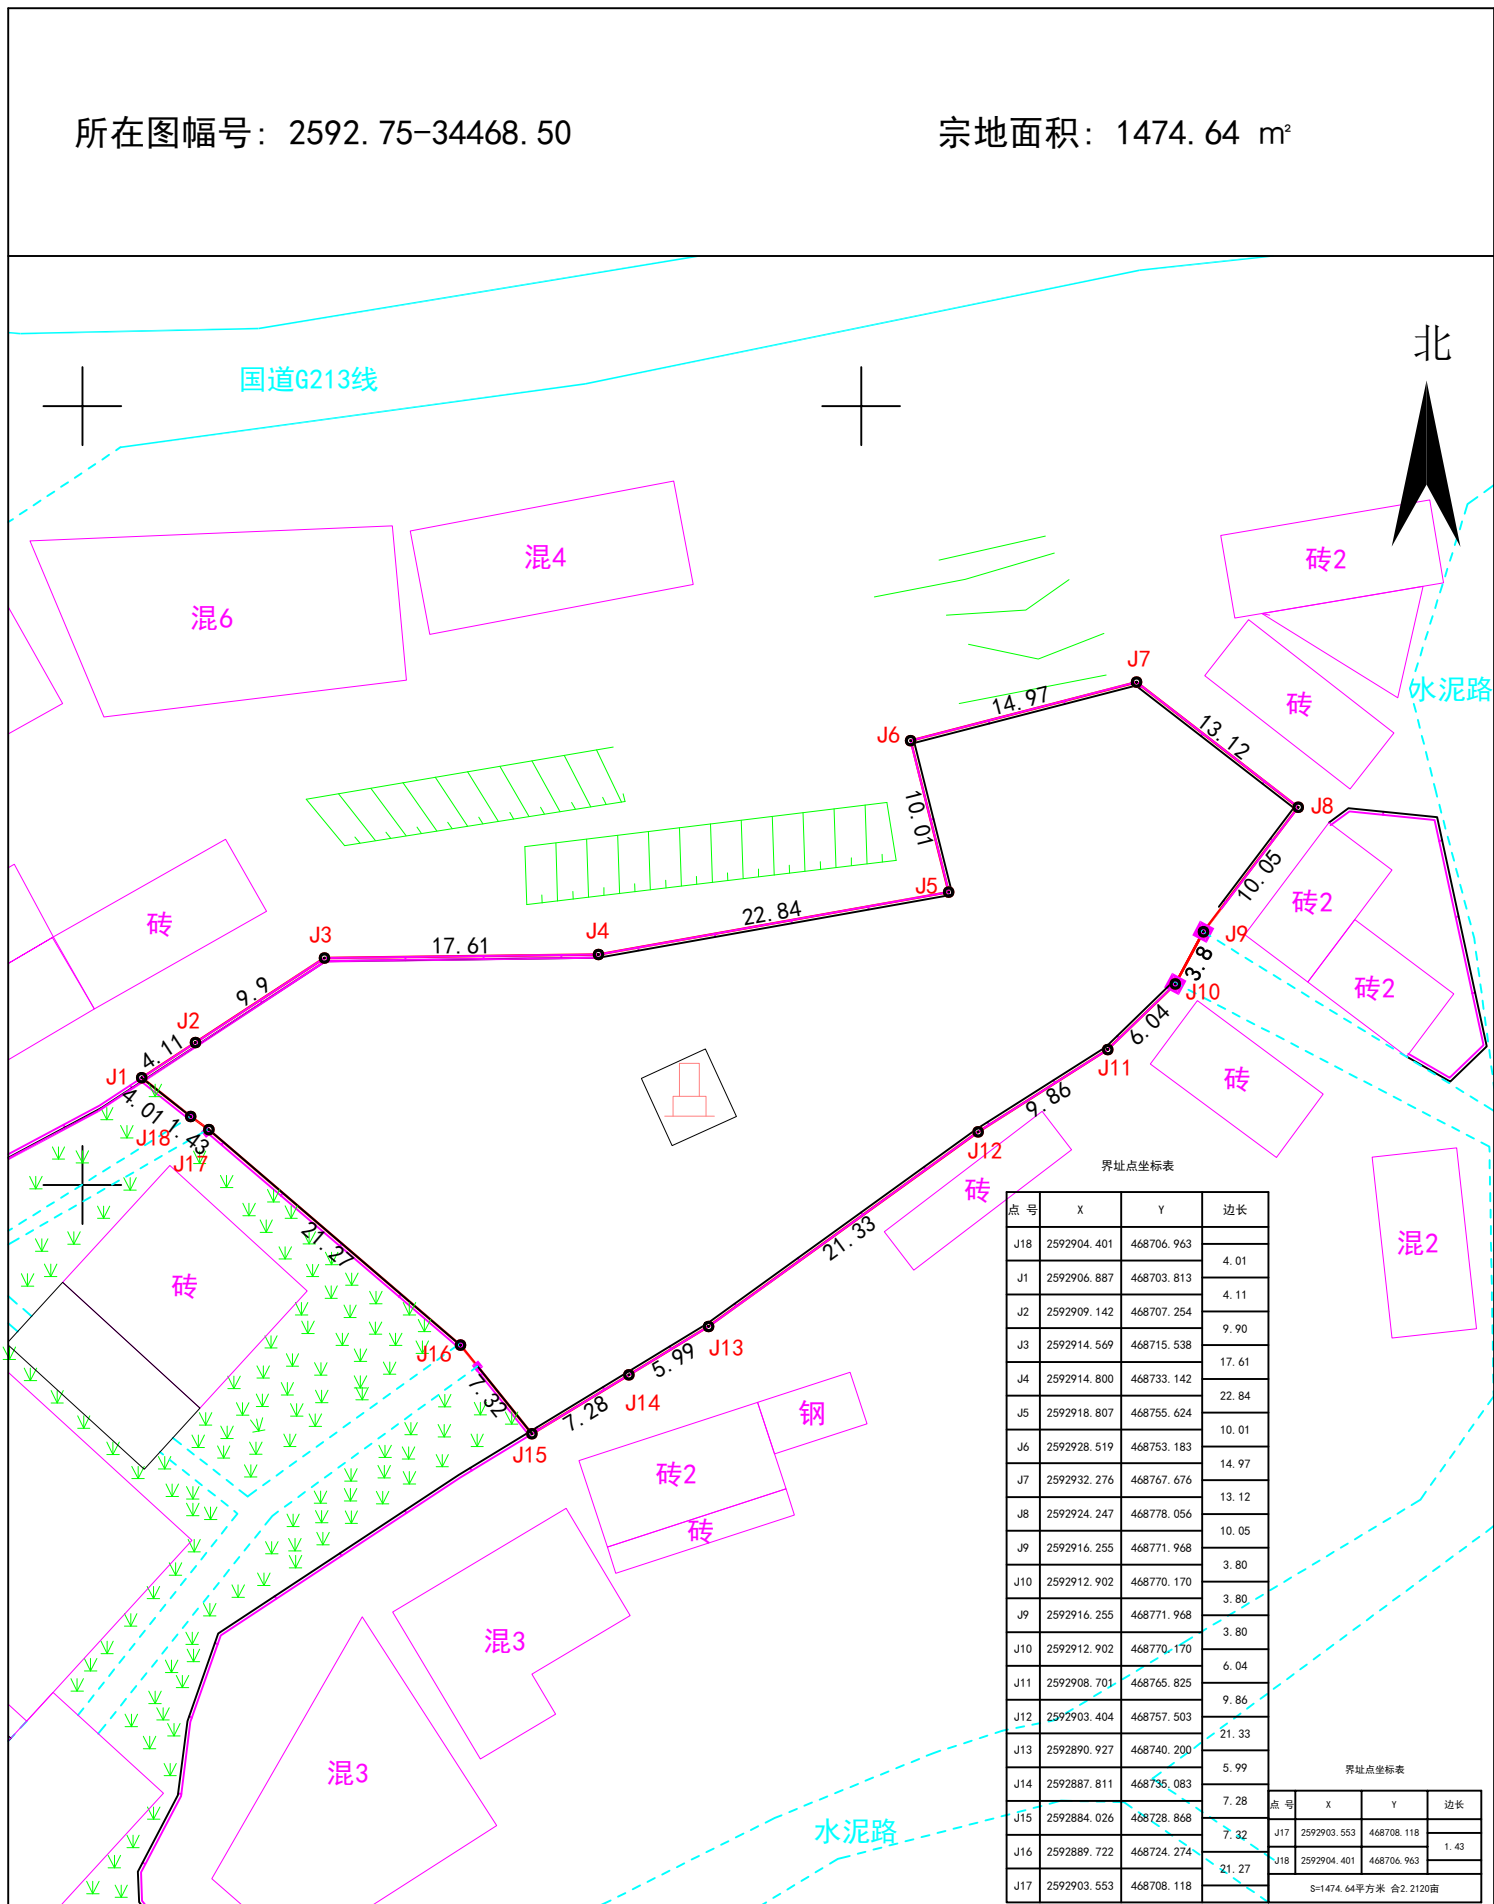 所在图幅号: 2592.75-34468.50
宗地面积: 1474.64 m²
北
国道G213线
混4
砖2
混6
J7
水泥路
14.97
砖
J6
13.12
10.01
J8
J5
10.05
砖2
22.84
砖
J3
J4
17.61
J9
9.9
3.8
砖2
J10
J2
6.04
4.11
J11
J1
砖
4.01
9.86
J18
1.43
J12
J17
砖
21.27
21.33
混2
砖
J16
5.99
7.32
J13
J14
7.28
钢
J15
砖2
砖
混3
混3
水泥路
界址点坐标表
点 号 X Y 边长
J18 2592904.401 468706.963
4.01
J1 2592906.887 468703.813
4.11
J2 2592909.142 468707.254
9.90
J3 2592914.569 468715.538
17.61
J4 2592914.800 468733.142
22.84
J5 2592918.807 468755.624
10.01
J6 2592928.519 468753.183
14.97
J7 2592932.276 468767.676
13.12
J8 2592924.247 468778.056
10.05
J9 2592916.255 468771.968
3.80
J10 2592912.902 468770.170
3.80
J9 2592916.255 468771.968
3.80
J10 2592912.902 468770.170
6.04
J11 2592908.701 468765.825
9.86
J12 2592903.404 468757.503
21.33
J13 2592890.927 468740.200
5.99
J14 2592887.811 468735.083
7.28
J15 2592884.026 468728.868
7.32
J16 2592889.722 468724.274
21.27
J17 2592903.553 468708.118
界址点坐标表
点 号 X Y 边长
J17 2592903.553 468708.118
1.43
J18 2592904.401 468706.963
S=1474.64平方米 合2.2120亩